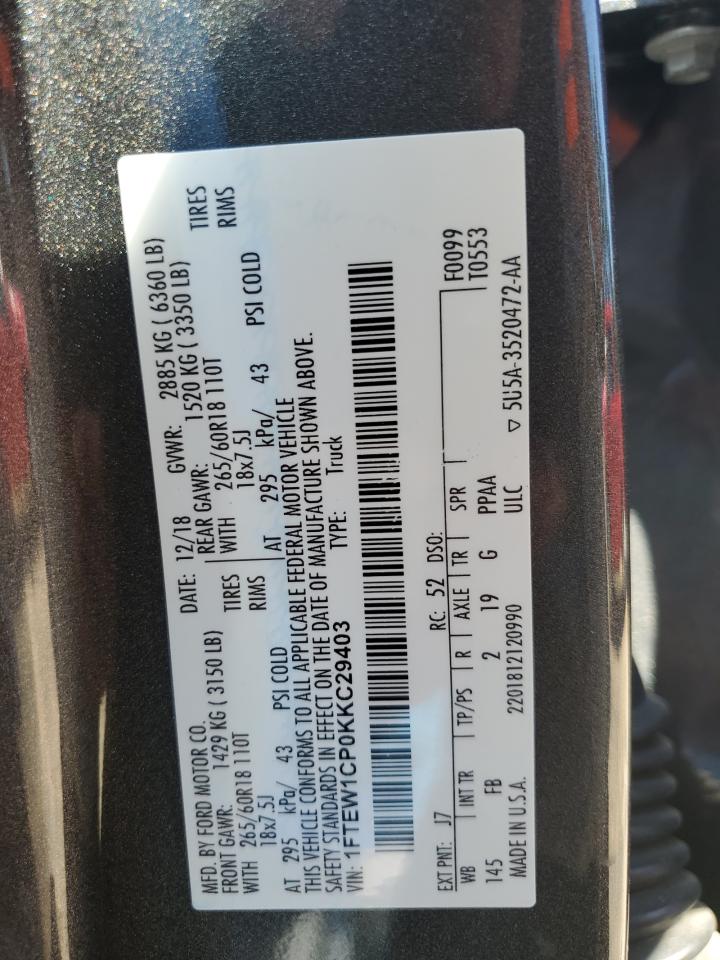 MFD. BY FORD MOTOR CO. DATE: 12/18 GVWR: 2885 KG ( 6360 LB)
FRONT GAWR: 1429 KG ( 3150 LB) REAR GAWR: 1520 KG ( 3350 LB)
WITH 265/60R18 110T TIRES WITH 265/60R18 110T TIRES
18x7.5J RIMS 18x7.5J RIMS
AT 295 kPa/ 43 PSI COLD AT 295 kPa/ 43 PSI COLD
THIS VEHICLE CONFORMS TO ALL APPLICABLE FEDERAL MOTOR VEHICLE
SAFETY STANDARDS IN EFFECT ON THE DATE OF MANUFACTURE SHOWN ABOVE.
VIN: 1FTEW1CP0KKC29403 TYPE: Truck
EXT PNT: J7 RC: 52 DSO: F0099
WB INT TR TP/PS R AXLE TR SPR T0553
145 FB 2 19 G PPAA
MADE IN U.S.A. 2201812120990 ULC ▽ 5U5A-3520472-AA